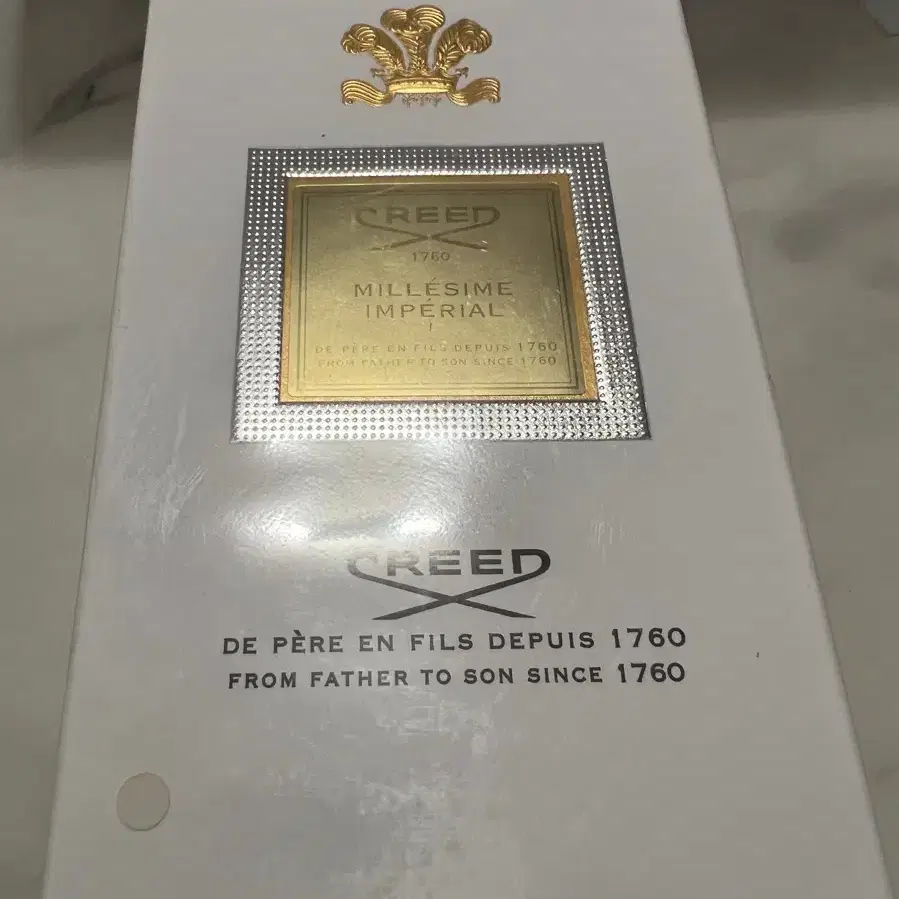 CREED
1760
MILLÉSIME
IMPÉRIAL
DE PÈRE EN FILS DEPUIS 1760
FROM FATHER TO SON SINCE 1760
CREED
DE PÈRE EN FILS DEPUIS 1760
FROM FATHER TO SON SINCE 1760